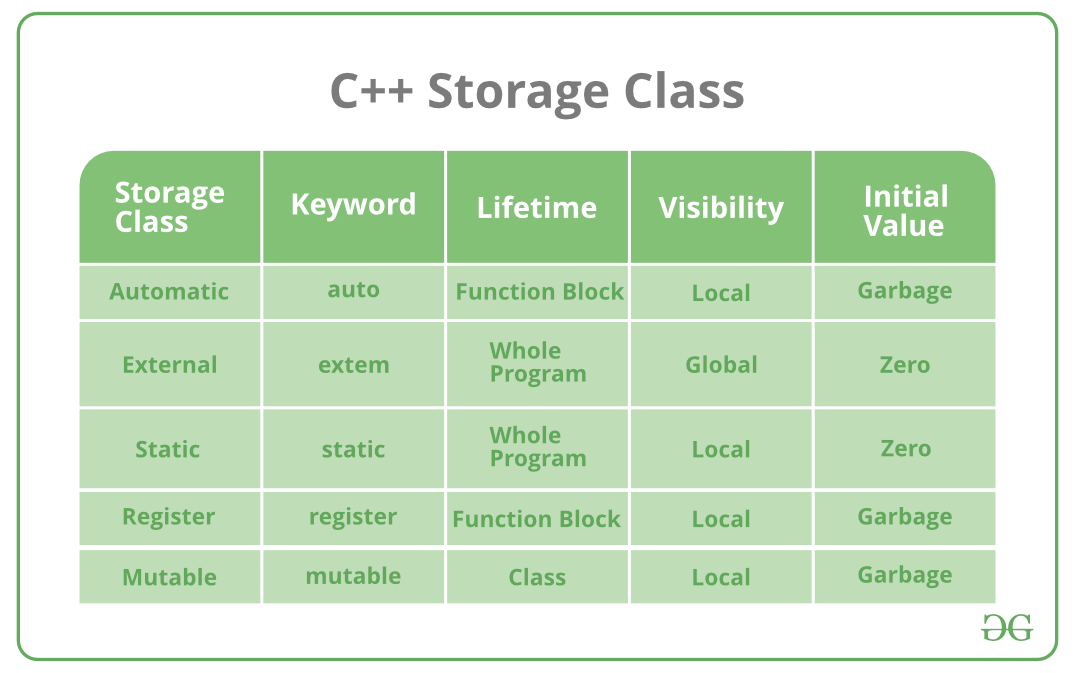 C++ Storage Class
Storage
Class
Keyword
Lifetime
Visibility
Initial
Value
Automatic
auto
Function Block
Local
Garbage
External
extem
Whole
Program
Global
Zero
Static
static
Whole
Program
Local
Zero
Register
register
Function Block
Local
Garbage
Mutable
mutable
Class
Local
Garbage